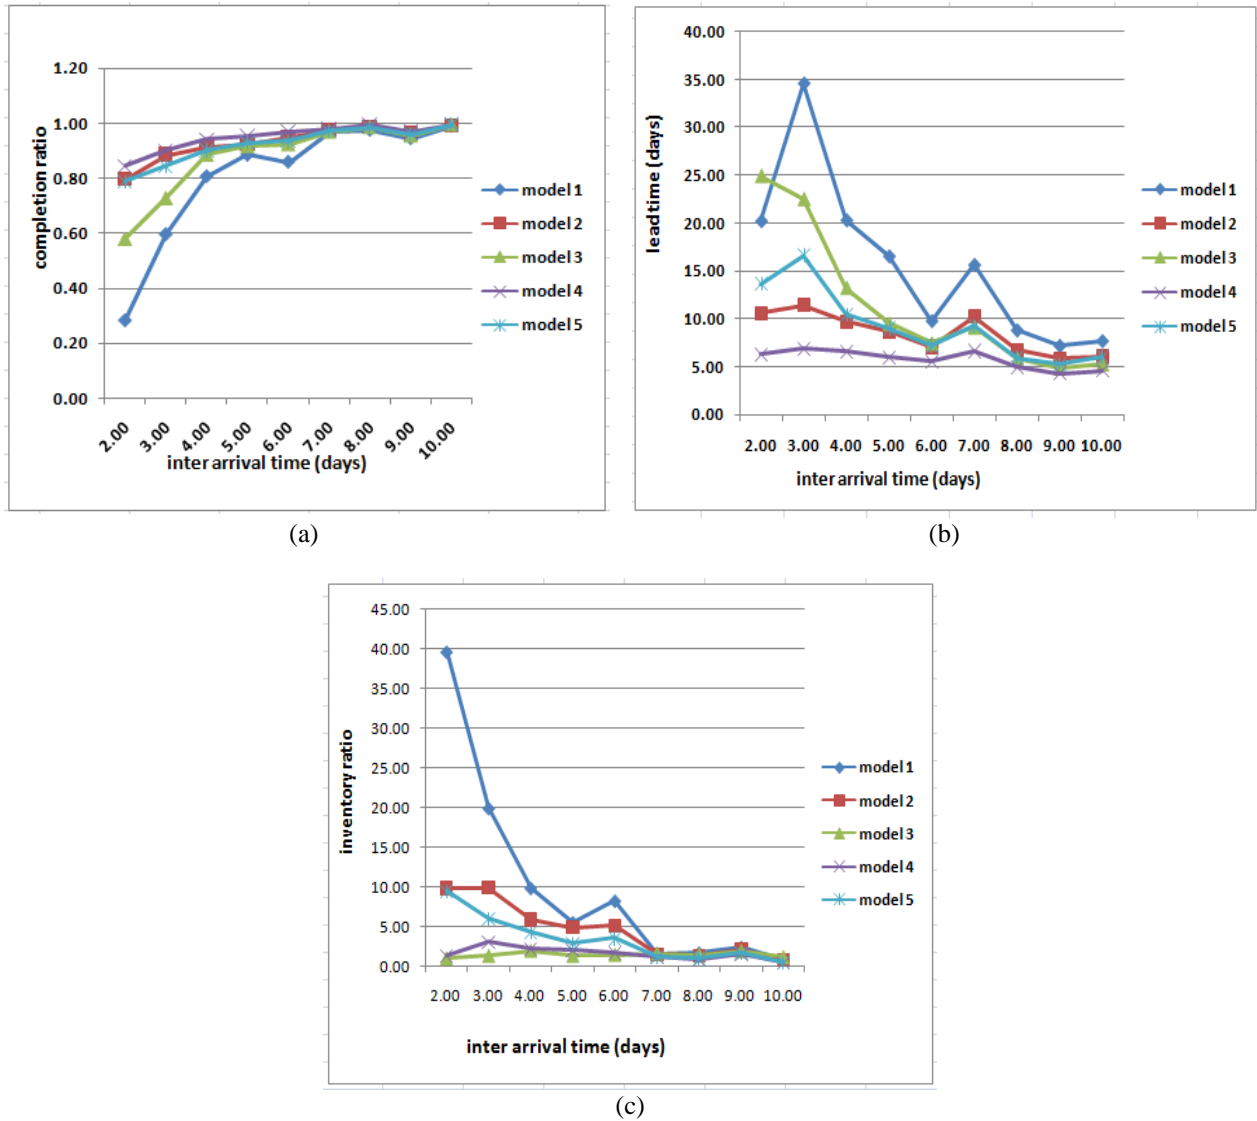 1.20
1.00
0.80
0.60
0.40
0.20
0.00
completion ratio
2.00 3.00 4.00 5.00 6.00 7.00 8.00 9.00 10.00
inter arrival time (days)
model 1
model 2
model 3
model 4
model 5
(a)
40.00
35.00
30.00
25.00
20.00
15.00
10.00
5.00
0.00
lead time (days)
2.00 3.00 4.00 5.00 6.00 7.00 8.00 9.00 10.00
inter arrival time (days)
model 1
model 2
model 3
model 4
model 5
(b)
45.00
40.00
35.00
30.00
25.00
20.00
15.00
10.00
5.00
0.00
inventory ratio
2.00 3.00 4.00 5.00 6.00 7.00 8.00 9.00 10.00
inter arrival time (days)
model 1
model 2
model 3
model 4
model 5
(c)